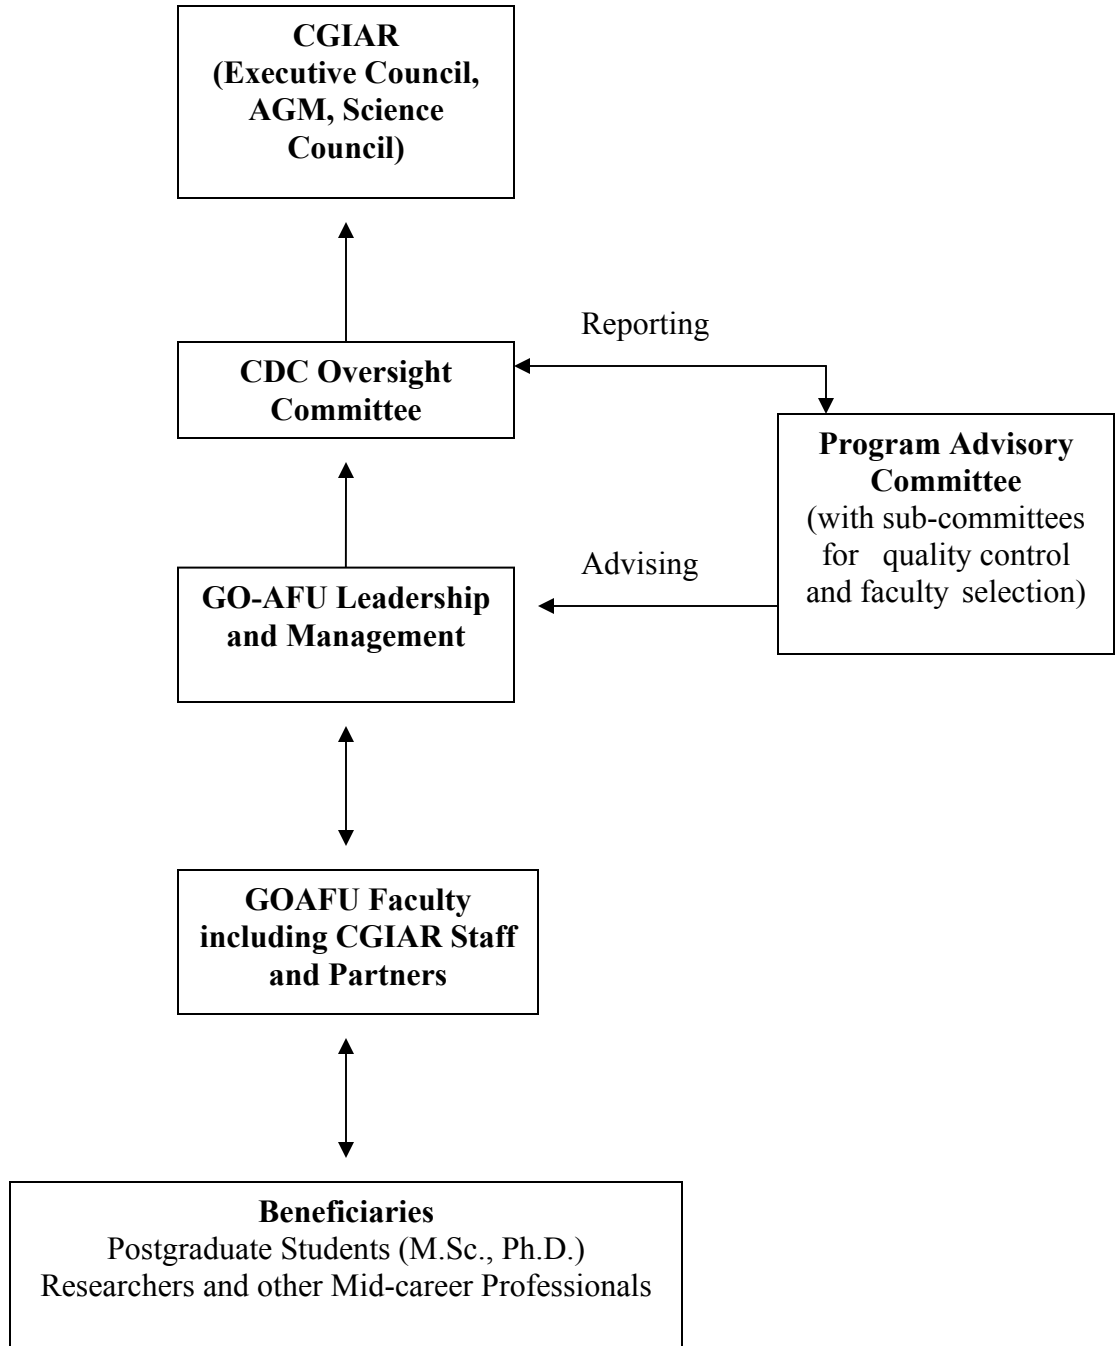 CGIAR
(Executive Council,
AGM, Science
Council)
Reporting
CDC Oversight
Committee
Program Advisory
Committee
(with sub-committees
for quality control
and faculty selection)
Advising
GO-AFU Leadership
and Management
GOAFU Faculty
including CGIAR Staff
and Partners
Beneficiaries
Postgraduate Students (M.Sc., Ph.D.)
Researchers and other Mid-career Professionals